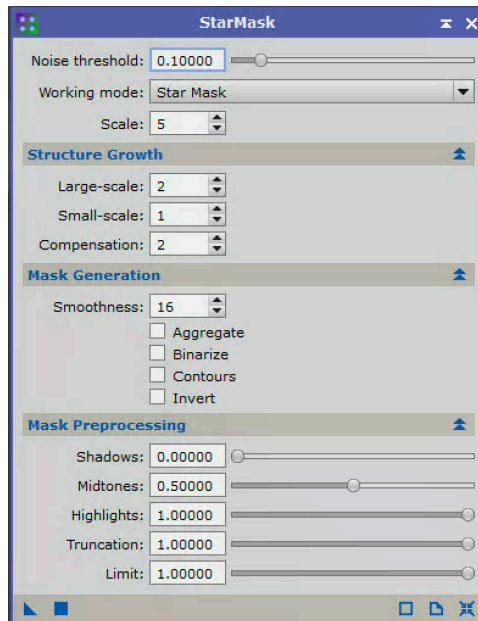 StarMask
Noise threshold: 0.10000
Working mode: Star Mask
Scale: 5
Structure Growth
Large-scale: 2
Small-scale: 1
Compensation: 2
Mask Generation
Smoothness: 16
Aggregate
Binarize
Contours
Invert
Mask Preprocessing
Shadows: 0.00000
Midtones: 0.50000
Highlights: 1.00000
Truncation: 1.00000
Limit: 1.00000